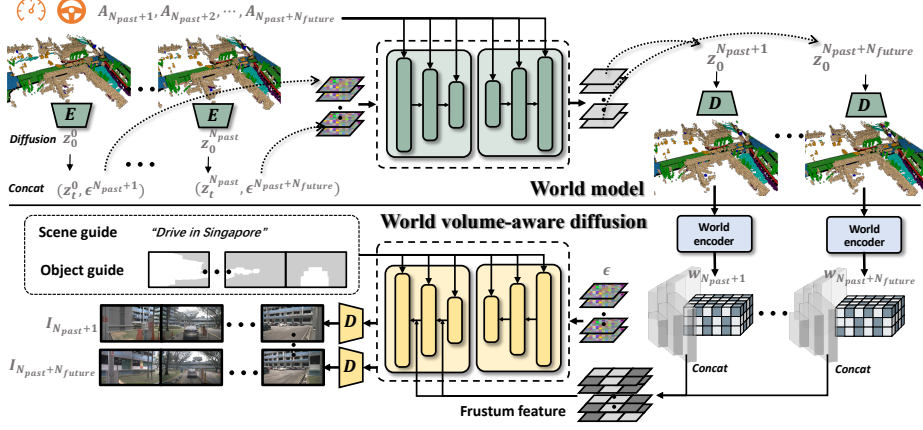 A_{N_{past}+1}, A_{N_{past}+2}, ⋯, A_{N_{past}+N_{future}}
z_0^{N_{past}+1}
z_0^{N_{past}+N_{future}}
E
E
D
D
Diffusion
z_0^0
z_0^{N_{past}}
Concat
(z_t^0, ϵ^{N_{past}+1})
(z_t^{N_{past}}, ϵ^{N_{past}+N_{future}})
World model
World volume-aware diffusion
World
encoder
World
encoder
Scene guide
"Drive in Singapore"
Object guide
ϵ
w_{N_{past}+1}
w_{N_{past}+N_{future}}
I_{N_{past}+1}
D
I_{N_{past}+N_{future}}
D
Concat
Concat
Frustum feature